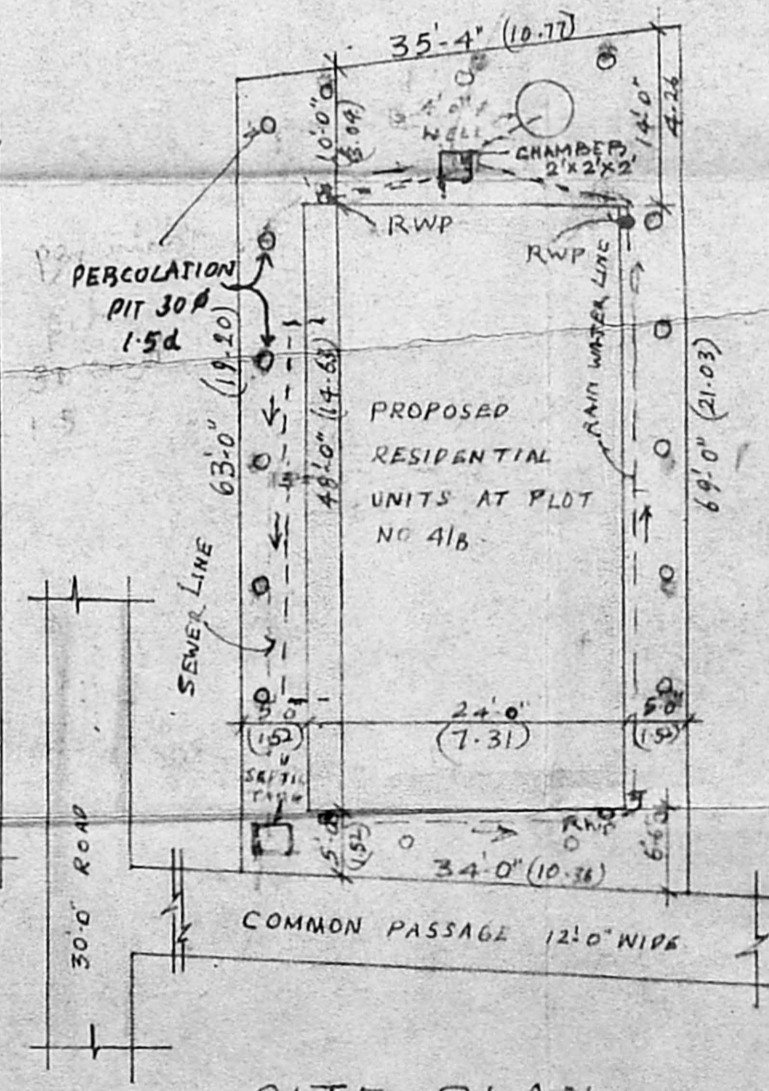 35'-4" (10.77)
10'-0"
(3.04)
4'-0"
WELL
14'-0"
4.26
CHAMBER
2'x2'x2'
RWP
RWP
PERCOLATION
PIT 30 Ø
1.5d
63'-0" (19.20)
48'-0" (14.63)
RAIN WATER LINE
69'-0" (21.03)
PROPOSED
RESIDENTIAL
UNITS AT PLOT
NO 41B
SEWER LINE
5'0"
(1.52)
24'-0"
(7.31)
5'-0"
(1.52)
SEPTIC
TANK
5'-0"
(1.52)
34'-0" (10.36)
30'-0" ROAD
COMMON PASSAGE 12'-0" WIDE
SITE PLAN